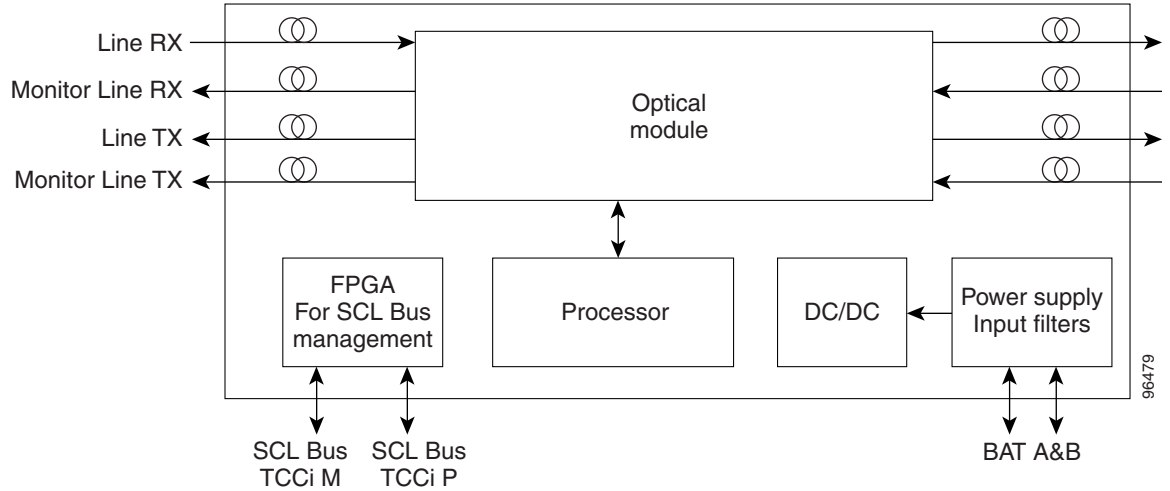 Line RX
Monitor Line RX
Line TX
Monitor Line TX
Optical
module
FPGA
For SCL Bus
management
Processor
DC/DC
Power supply
Input filters
SCL Bus
TCCi M
SCL Bus
TCCi P
BAT A&B
96479